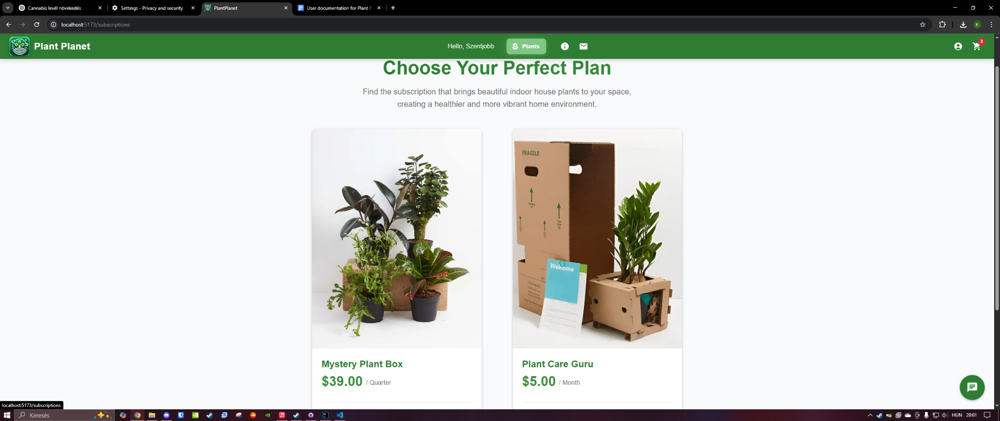 Cannabis levél növekedés
Settings - Privacy and security
PlantPlanet
User documentation for Plant P
localhost:5173/subscriptions
K
Plant Planet
Hello, Szentjobb
Plants
2
Choose Your Perfect Plan
Find the subscription that brings beautiful indoor house plants to your space,
creating a healthier and more vibrant home environment.
FRAGILE
Welcome
Mystery Plant Box
$39.00 / Quarter
Plant Care Guru
$5.00 / Month
localhost:5173/subscriptions
Keresés
HUN
20:01